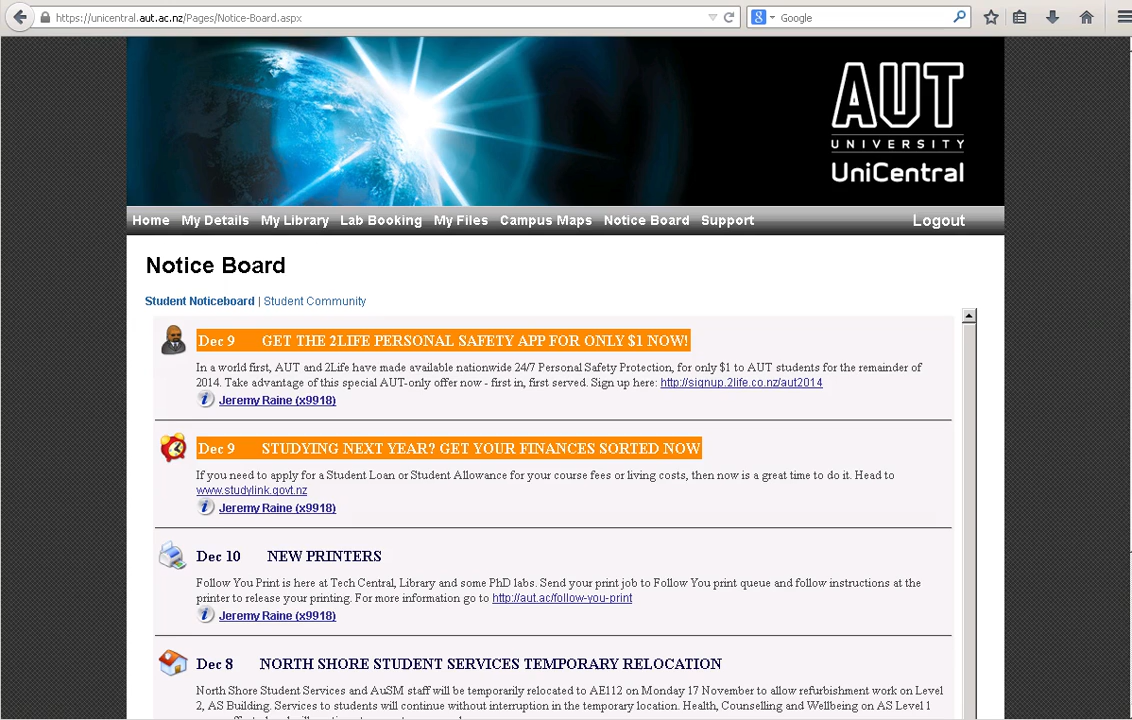 https://unicentral.aut.ac.nz/Pages/Notice-Board.aspx
Google
AUT
UNIVERSITY
UniCentral
Home My Details My Library Lab Booking My Files Campus Maps Notice Board Support Logout
Notice Board
Student Noticeboard | Student Community
Dec 9 GET THE 2LIFE PERSONAL SAFETY APP FOR ONLY $1 NOW!
In a world first, AUT and 2Life have made available nationwide 24/7 Personal Safety Protection, for only $1 to AUT students for the remainder of
2014. Take advantage of this special AUT-only offer now - first in, first served. Sign up here: http://signup.2life.co.nz/aut2014
Jeremy Raine (x9918)
Dec 9 STUDYING NEXT YEAR? GET YOUR FINANCES SORTED NOW
If you need to apply for a Student Loan or Student Allowance for your course fees or living costs, then now is a great time to do it. Head to
www.studylink.govt.nz
Jeremy Raine (x9918)
Dec 10 NEW PRINTERS
Follow You Print is here at Tech Central, Library and some PhD labs. Send your print job to Follow You print queue and follow instructions at the
printer to release your printing. For more information go to http://aut.ac/follow-you-print
Jeremy Raine (x9918)
Dec 8 NORTH SHORE STUDENT SERVICES TEMPORARY RELOCATION
North Shore Student Services and AuSM staff will be temporarily relocated to AE112 on Monday 17 November to allow refurbishment work on Level
2, AS Building. Services to students will continue without interruption in the temporary location. Health, Counselling and Wellbeing on AS Level 1